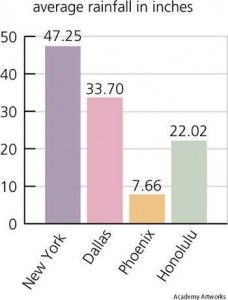 average rainfall in inches
50
40
30
20
10
0
47.25
33.70
7.66
22.02
New York
Dallas
Phoenix
Honolulu
Academy Artworks